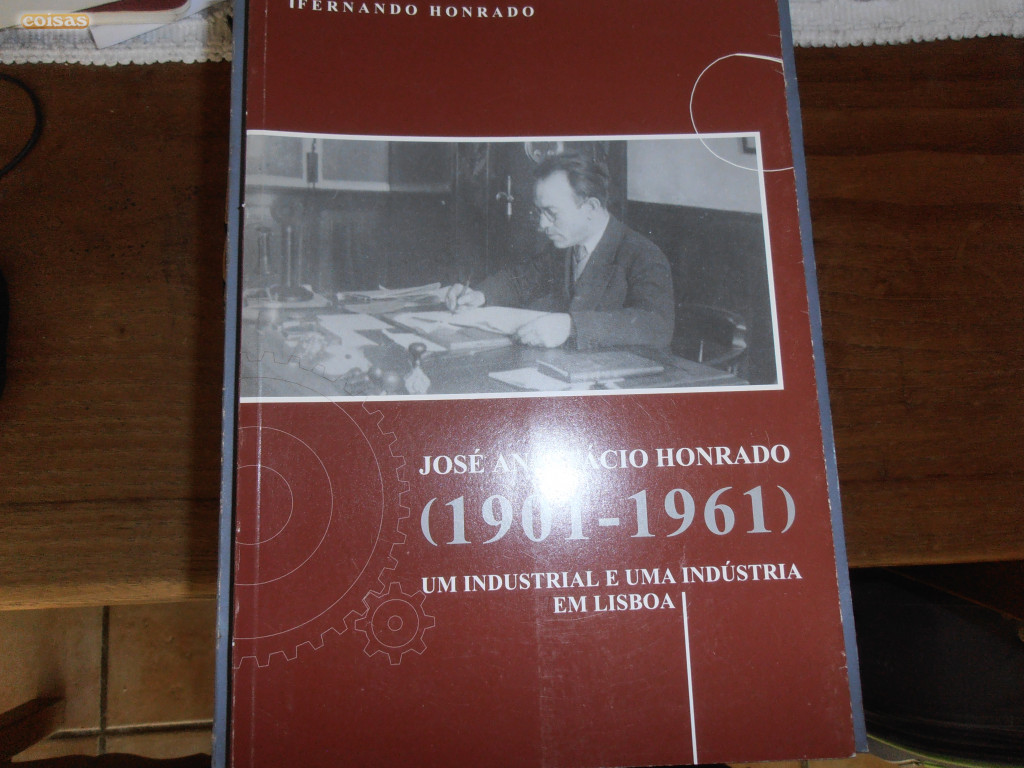 coisas
FERNANDO HONRADO
JOSÉ HONRADO
(1901-1961)
UM INDUSTRIAL E UMA INDÚSTRIA
EM LISBOA